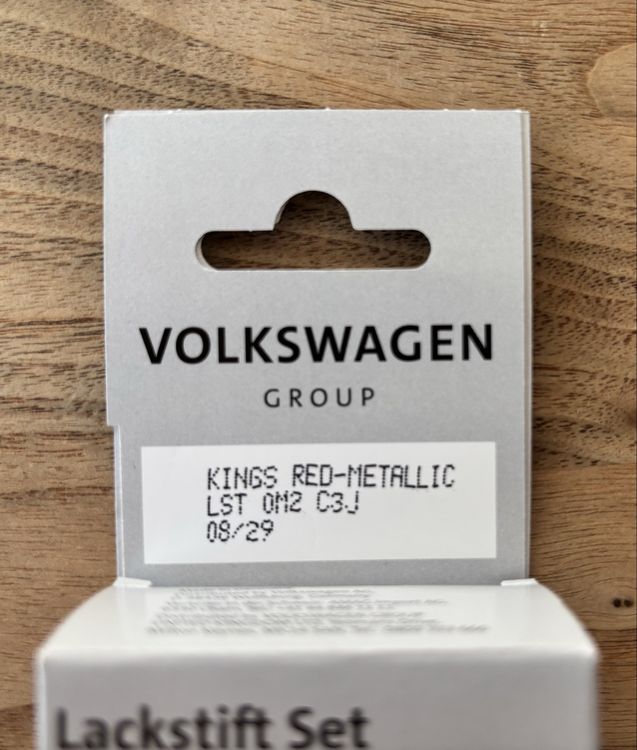 VOLKSWAGEN
GROUP
KINGS RED-METALLIC
LST 0M2 C3J
08/29
Lackstift Set